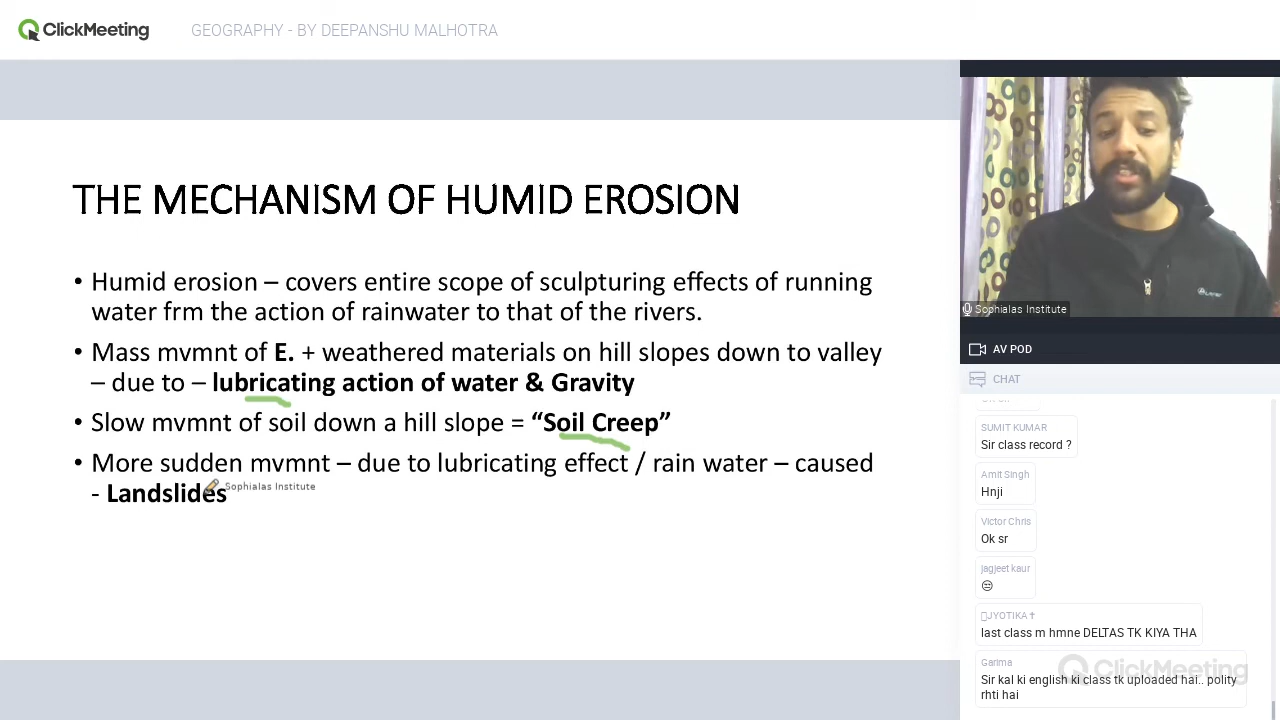 ClickMeeting
GEOGRAPHY - BY DEEPANSHU MALHOTRA
THE MECHANISM OF HUMID EROSION
• Humid erosion – covers entire scope of sculpturing effects of running
water frm the action of rainwater to that of the rivers.
• Mass mvmnt of E. + weathered materials on hill slopes down to valley
– due to – lubricating action of water & Gravity
• Slow mvmnt of soil down a hill slope = “Soil Creep”
• More sudden mvmnt – due to lubricating effect / rain water – caused
- Landslides
Sophialas Institute
Sophialas Institute
AV POD
CHAT
SUMIT KUMAR
Sir class record ?
Amit Singh
Hnji
Victor Chris
Ok sr
jagjeet kaur
😒
JYOTIKA✝
last class m hmne DELTAS TK KIYA THA
Garima
Sir kal ki english ki class tk uploaded hai.. polity
rhti hai
ClickMeeting